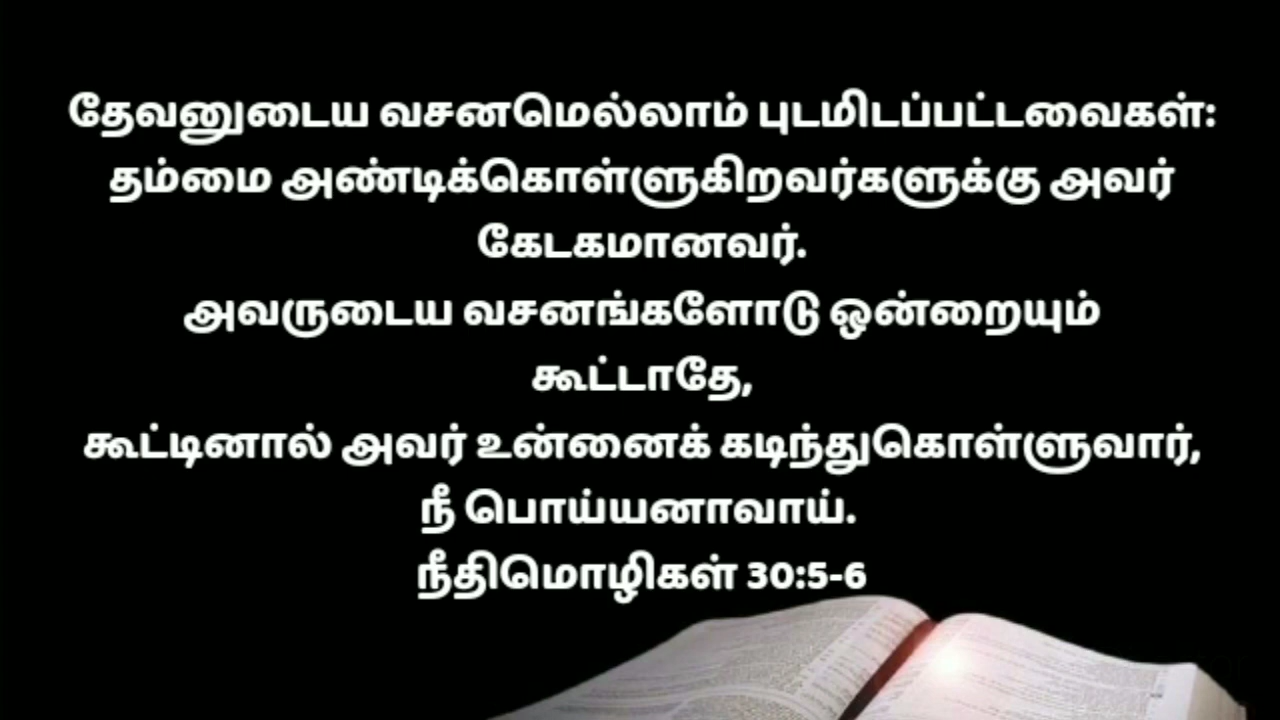 தேவனுடைய வசனமெல்லாம் புடமிடப்பட்டவைகள்:
தம்மை அண்டிக்கொள்ளுகிறவர்களுக்கு அவர்
கேடகமானவர்.
அவருடைய வசனங்களோடு ஒன்றையும்
கூட்டாதே,
கூட்டினால் அவர் உன்னைக் கடிந்துகொள்ளுவார்,
நீ பொய்யனாவாய்.
நீதிமொழிகள் 30:5-6